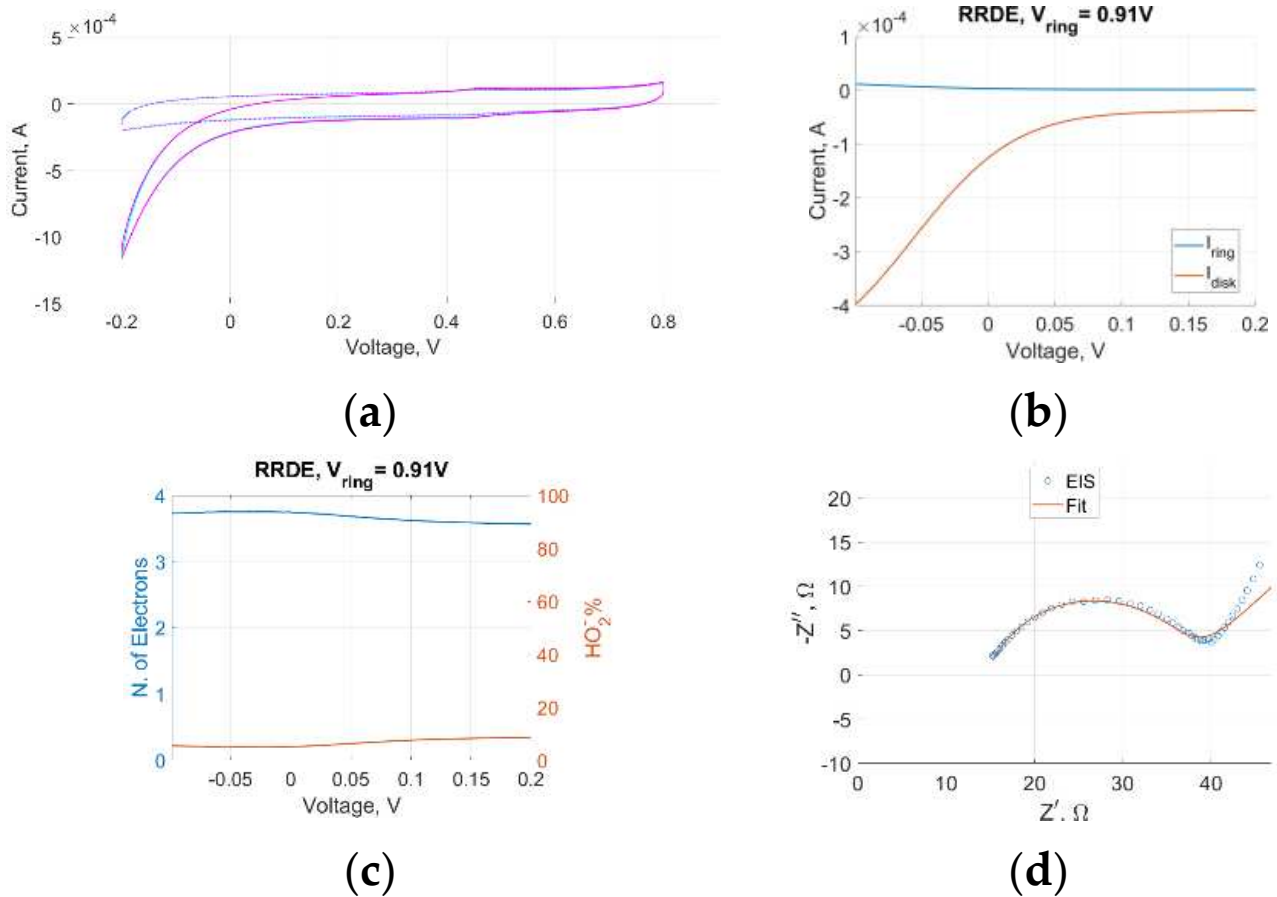 ×10⁻⁴
5
0
-5
-10
-15
Current, A
-0.2 0 0.2 0.4 0.6 0.8
Voltage, V
(a)
RRDE, V_ring = 0.91V
×10⁻⁴
1
0
-1
-2
-3
-4
Current, A
I_ring
I_disk
-0.05 0 0.05 0.1 0.15 0.2
Voltage, V
(b)
RRDE, V_ring = 0.91V
4
3
2
1
0
N. of Electrons
100
80
60
40
20
0
HO₂⁻%
-0.05 0 0.05 0.1 0.15 0.2
Voltage, V
(c)
EIS
Fit
20
15
10
5
0
-5
-10
-Z′′, Ω
0 10 20 30 40
Z′, Ω
(d)